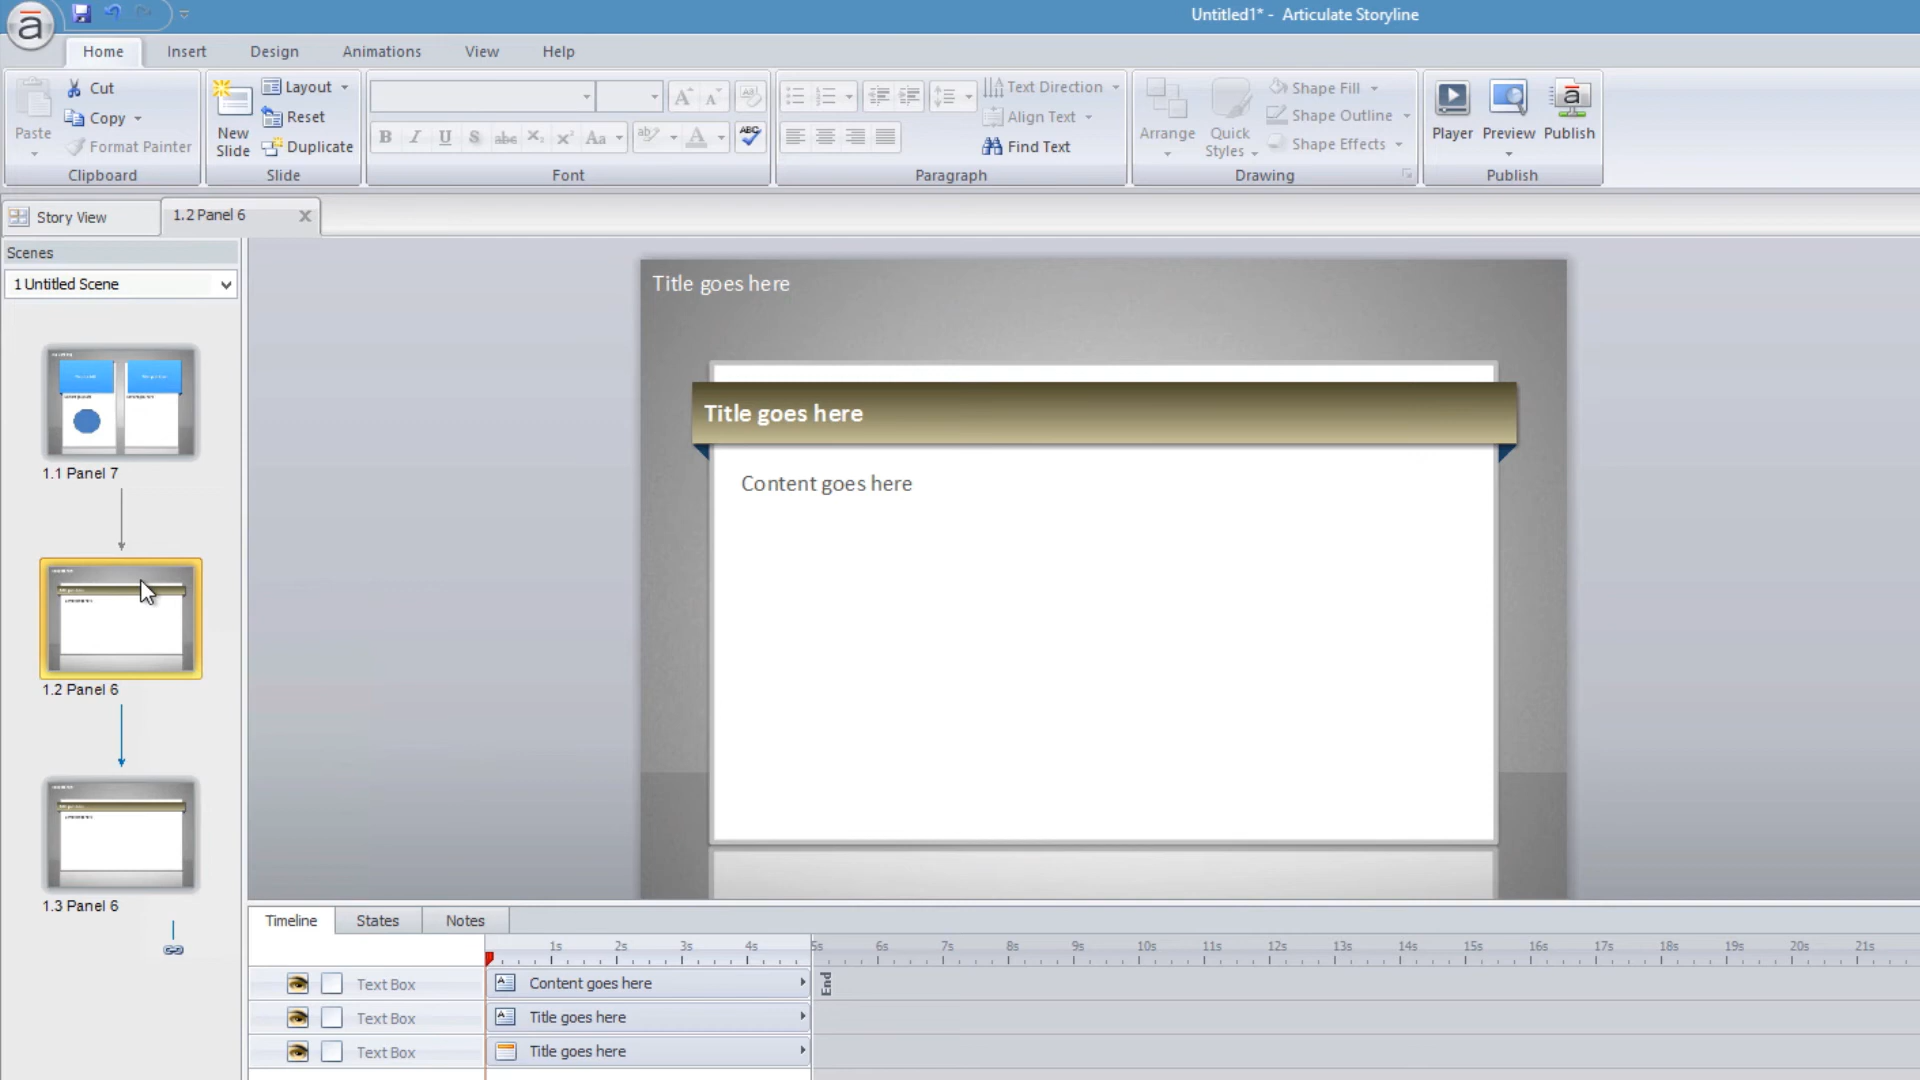 Untitled1* - Articulate Storyline
Home Insert Design Animations View Help
Cut
Copy
Format Painter
Paste
Clipboard
New Slide
Layout
Reset
Duplicate
Slide
B I U S abc X₂ X² Aa
ABC
Font
Text Direction
Align Text
Find Text
Paragraph
Arrange
Quick Styles
Shape Fill
Shape Outline
Shape Effects
Drawing
Player Preview Publish
Publish
Story View
1.2 Panel 6
Scenes
1 Untitled Scene
1.1 Panel 7
1.2 Panel 6
1.3 Panel 6
Title goes here
Title goes here
Content goes here
Timeline States Notes
1s 2s 3s 4s 5s 6s 7s 8s 9s 10s 11s 12s 13s 14s 15s 16s 17s 18s 19s 20s 21s
Text Box Content goes here End
Text Box Title goes here
Text Box Title goes here